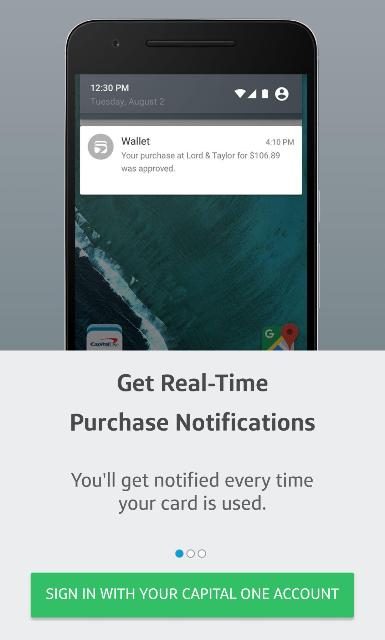 12:30 PM
Tuesday, August 2
Wallet
4:10 PM
Your purchase at Lord & Taylor for $106.89
was approved.
Capital One
G
Get Real-Time
Purchase Notifications
You'll get notified every time
your card is used.
SIGN IN WITH YOUR CAPITAL ONE ACCOUNT